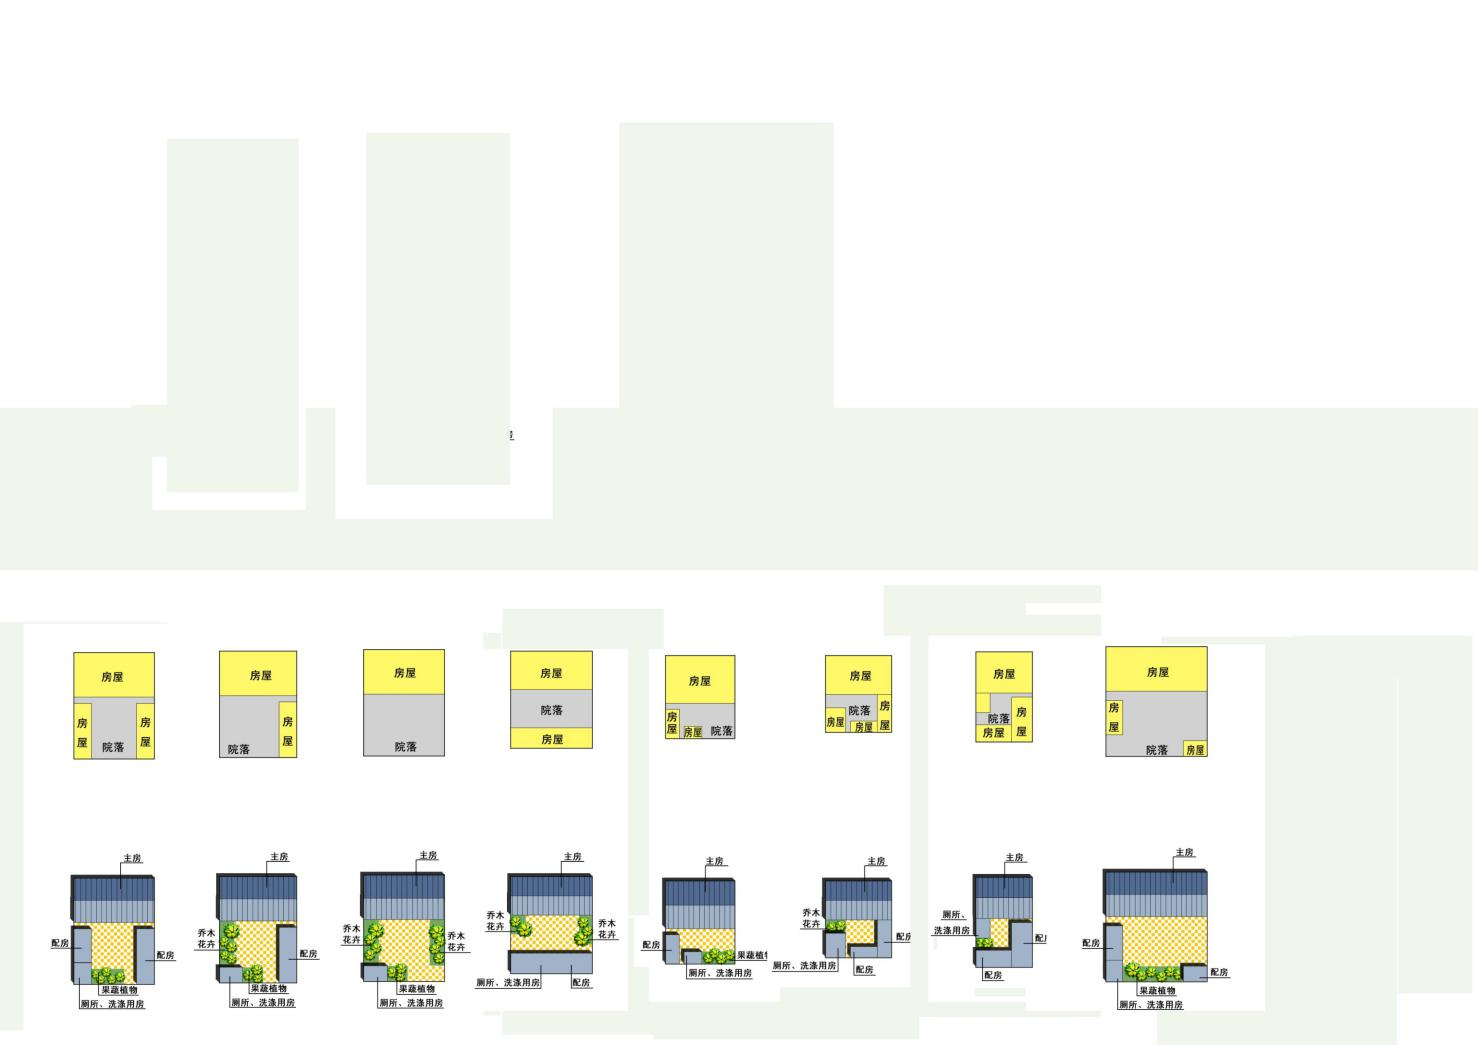 房屋
房屋
房屋
院落
房屋
房屋
院落
房屋
院落
房屋
院落
房屋
房屋
房屋
房屋
院落
房屋
院落
房屋
房屋
房屋
房屋
院落
房屋
房屋
房屋
房屋
院落
房屋
主房
配房
配房
果蔬植物
厕所、洗涤用房
主房
乔木
花卉
配房
果蔬植物
厕所、洗涤用房
主房
乔木
花卉
乔木
花卉
果蔬植物
厕所、洗涤用房
主房
乔木
花卉
乔木
花卉
厕所、洗涤用房
配房
主房
配房
果蔬植
厕所、洗涤用房
主房
乔木
花卉
配
厕所、洗涤用房
配房
主房
厕所、
洗涤用房
配
配房
主房
配房
配房
果蔬植物
厕所、洗涤用房